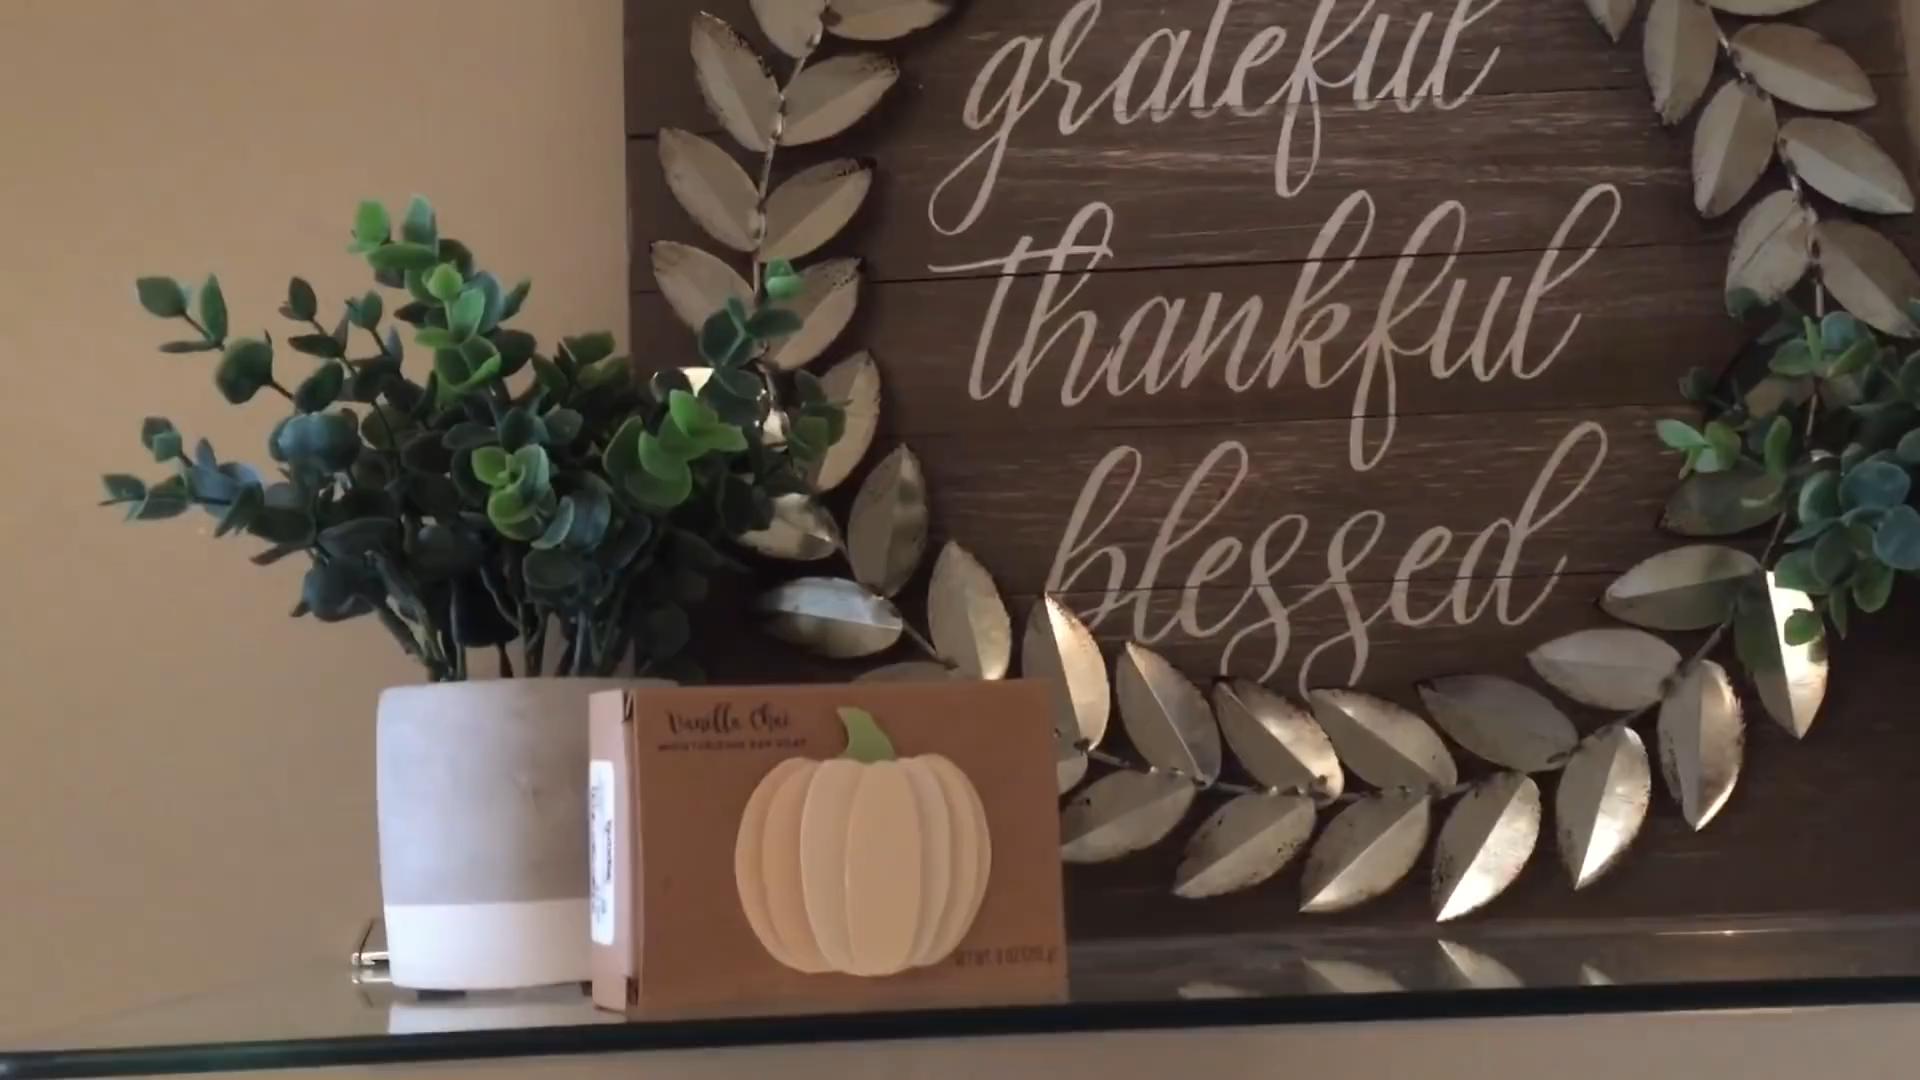 grateful
thankful
blessed
Vanilla Chai
MOISTURIZING BAR SOAP